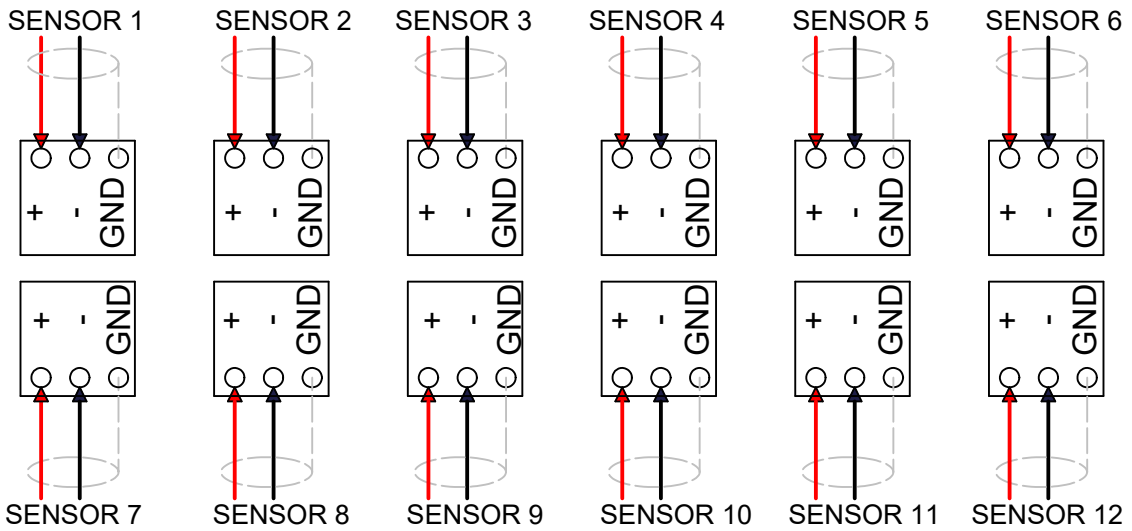 SENSOR 1 SENSOR 2 SENSOR 3 SENSOR 4 SENSOR 5 SENSOR 6
+ - GND + - GND + - GND + - GND + - GND + - GND
+ - GND + - GND + - GND + - GND + - GND + - GND
SENSOR 7 SENSOR 8 SENSOR 9 SENSOR 10 SENSOR 11 SENSOR 12